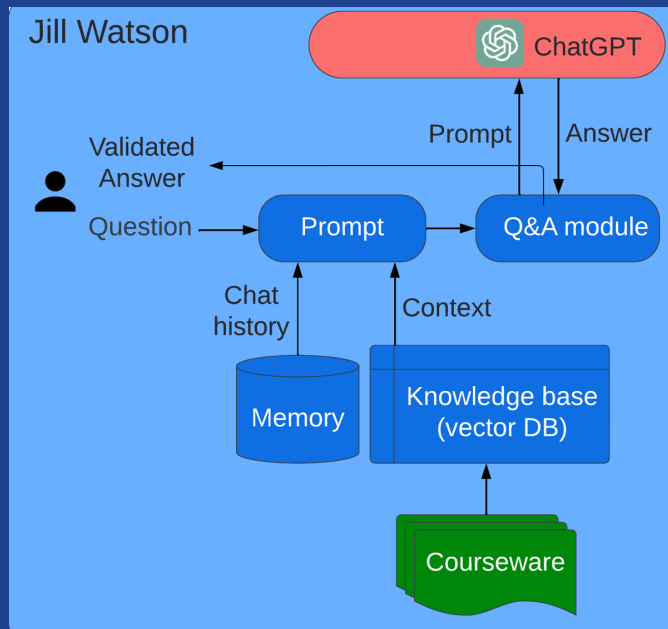 Jill Watson
ChatGPT
Prompt
Answer
Validated
Answer
Question
Prompt
Q&A module
Chat
history
Context
Memory
Knowledge base
(vector DB)
Courseware